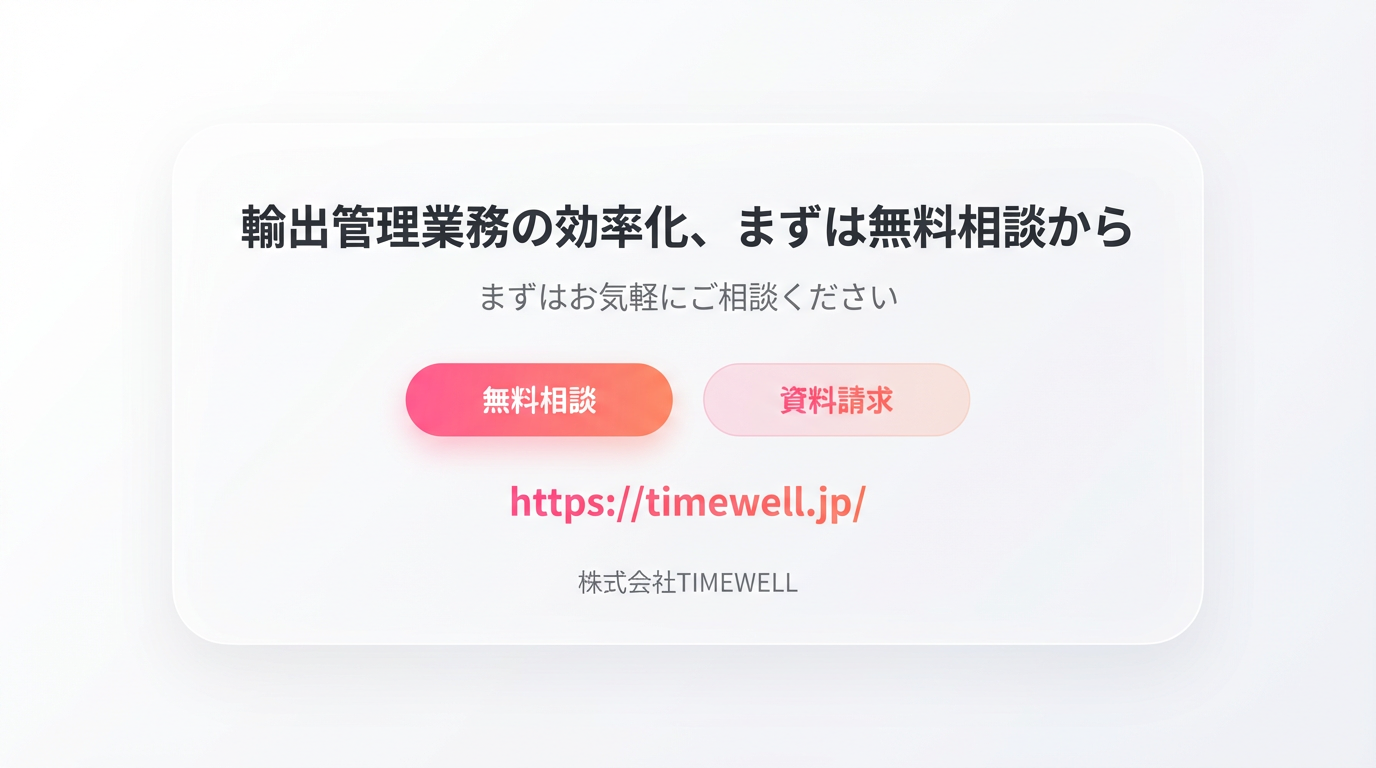 輸出管理業務の効率化、まずは無料相談から
まずはお気軽にご相談ください
無料相談
資料請求
https://timewell.jp/
株式会社TIMEWELL